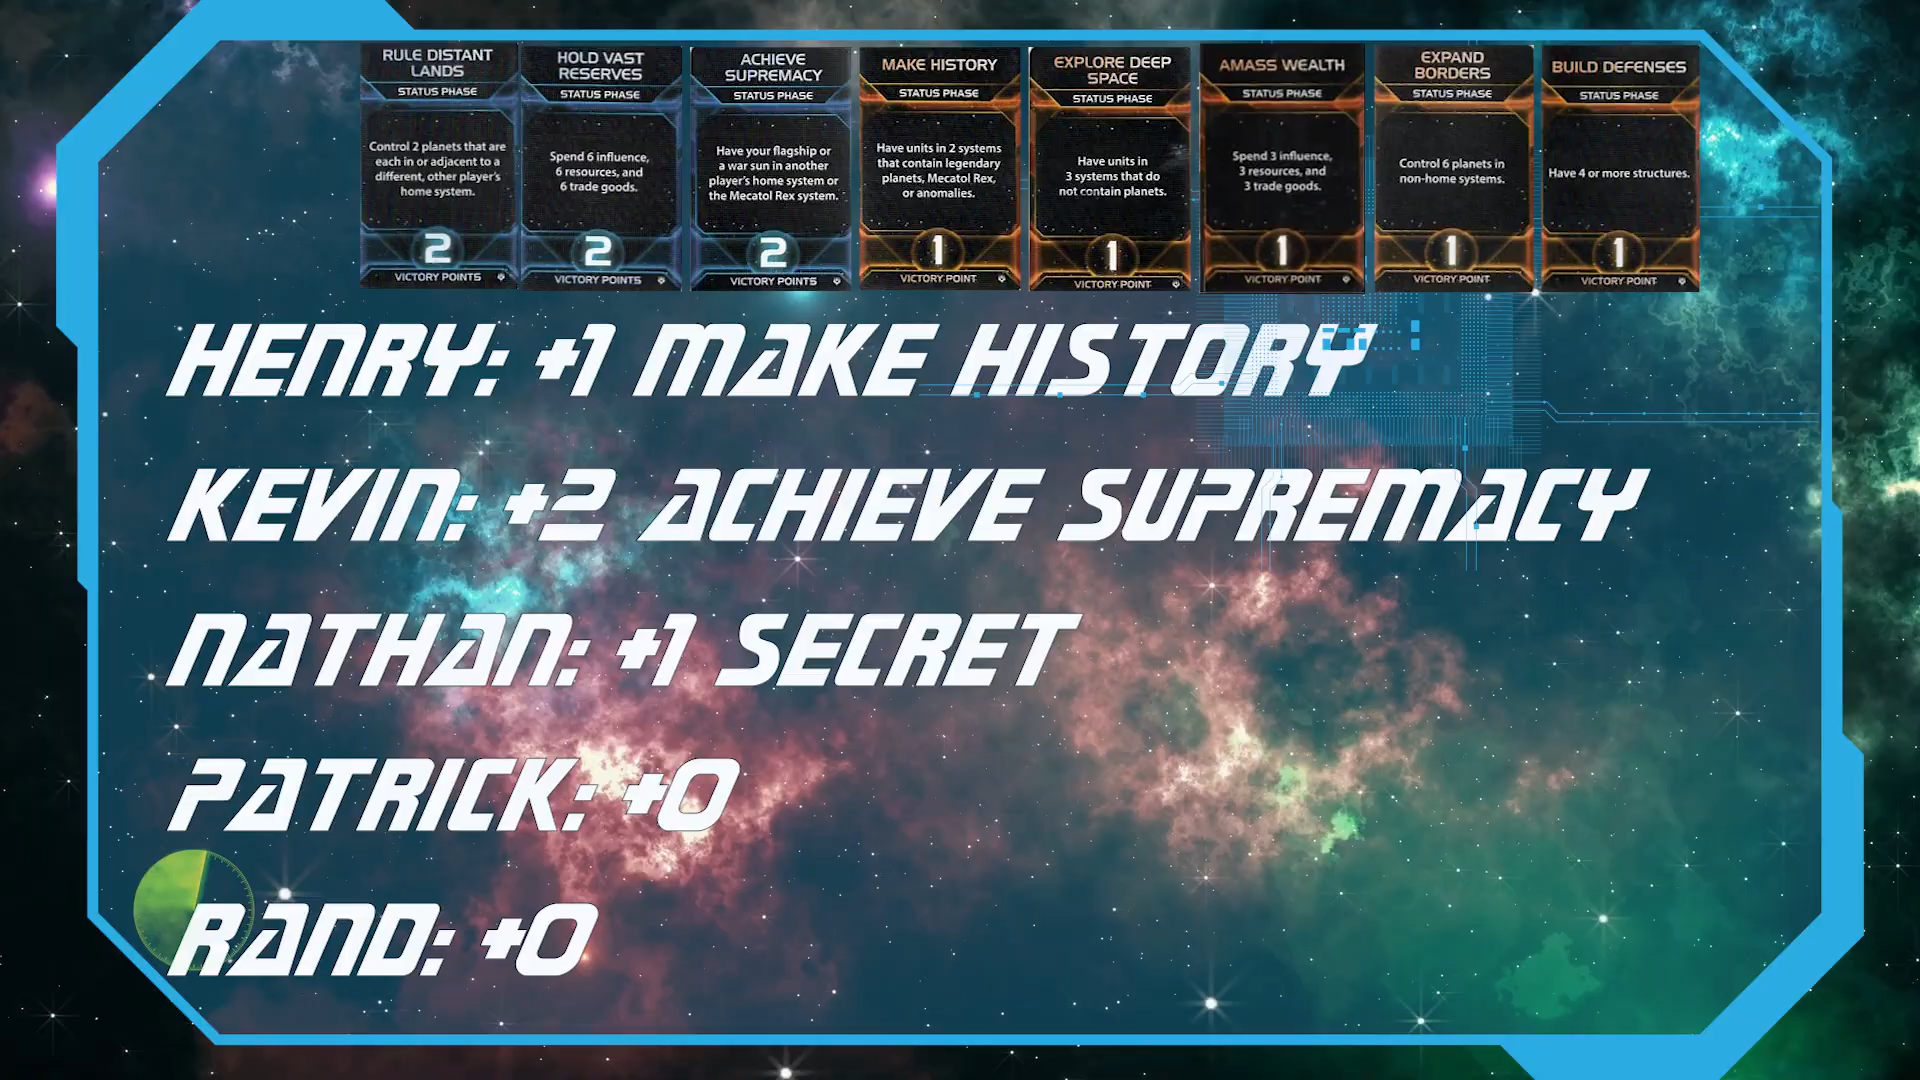 RULE DISTANT
LANDS
STATUS PHASE
Control 2 planets that are
each in or adjacent to a
different, other player's
home system.
2
VICTORY POINTS
HOLD VAST
RESERVES
STATUS PHASE
Spend 6 influence,
6 resources, and
6 trade goods.
2
VICTORY POINTS
ACHIEVE
SUPREMACY
STATUS PHASE
Have your flagship or
a war sun in another
player's home system or
the Mecatol Rex system.
2
VICTORY POINTS
MAKE HISTORY
STATUS PHASE
Have units in 2 systems
that contain legendary
planets, Mecatol Rex,
or anomalies.
1
VICTORY POINT
EXPLORE DEEP
SPACE
STATUS PHASE
Have units in
3 systems that do
not contain planets.
1
VICTORY POINT
AMASS WEALTH
STATUS PHASE
Spend 3 influence,
3 resources, and
3 trade goods.
1
VICTORY POINT
EXPAND
BORDERS
STATUS PHASE
Control 6 planets in
non-home systems.
1
VICTORY POINT
BUILD DEFENSES
STATUS PHASE
Have 4 or more structures.
1
VICTORY POINT
HENRY: +1 MAKE HISTORY
KEVIN: +2 ACHIEVE SUPREMACY
NATHAN: +1 SECRET
PATRICK: +0
RAND: +0